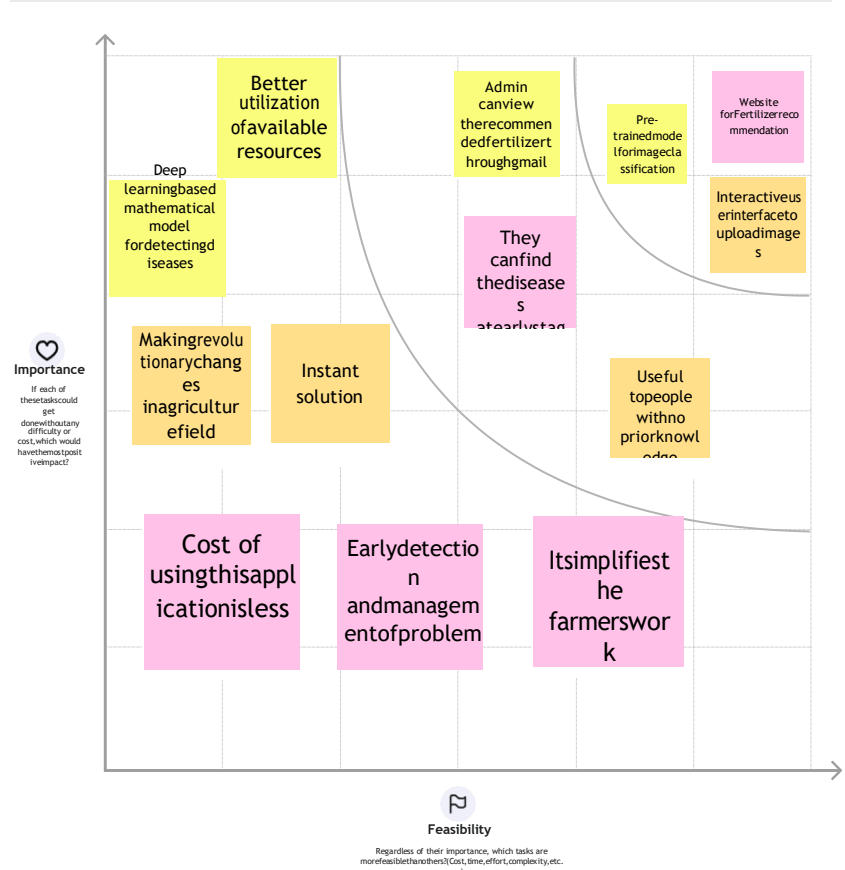 Better
utilization
ofavailable
resources
Admin
canview
therecommen
dedfertilizert
hroughgmail
Pre-
trainedmode
lforimagecla
ssification
Website
forFertilizerreco
mmendation
Deep
learningbased
mathematical
model
fordetectingd
iseases
Interactiveus
erinterfaceto
uploadimage
s
They
canfind
thedisease
s
atearlystag
Makingrevolu
tionarychang
es
inagricultur
efield
Instant
solution
Useful
topeople
withno
priorknowl
edge
Importance
If each of
thesetaskscould
get
donewithoutany
difficulty or
cost,which would
havethemostposit
iveimpact?
Cost of
usingthisappl
icationisless
Earlydetectio
n
andmanagem
entofproblem
Itsimplifiest
he
farmerswor
k
Feasibility
Regardless of their importance, which tasks are
morefeasiblethanothers?(Cost,time,effort,complexity,etc.